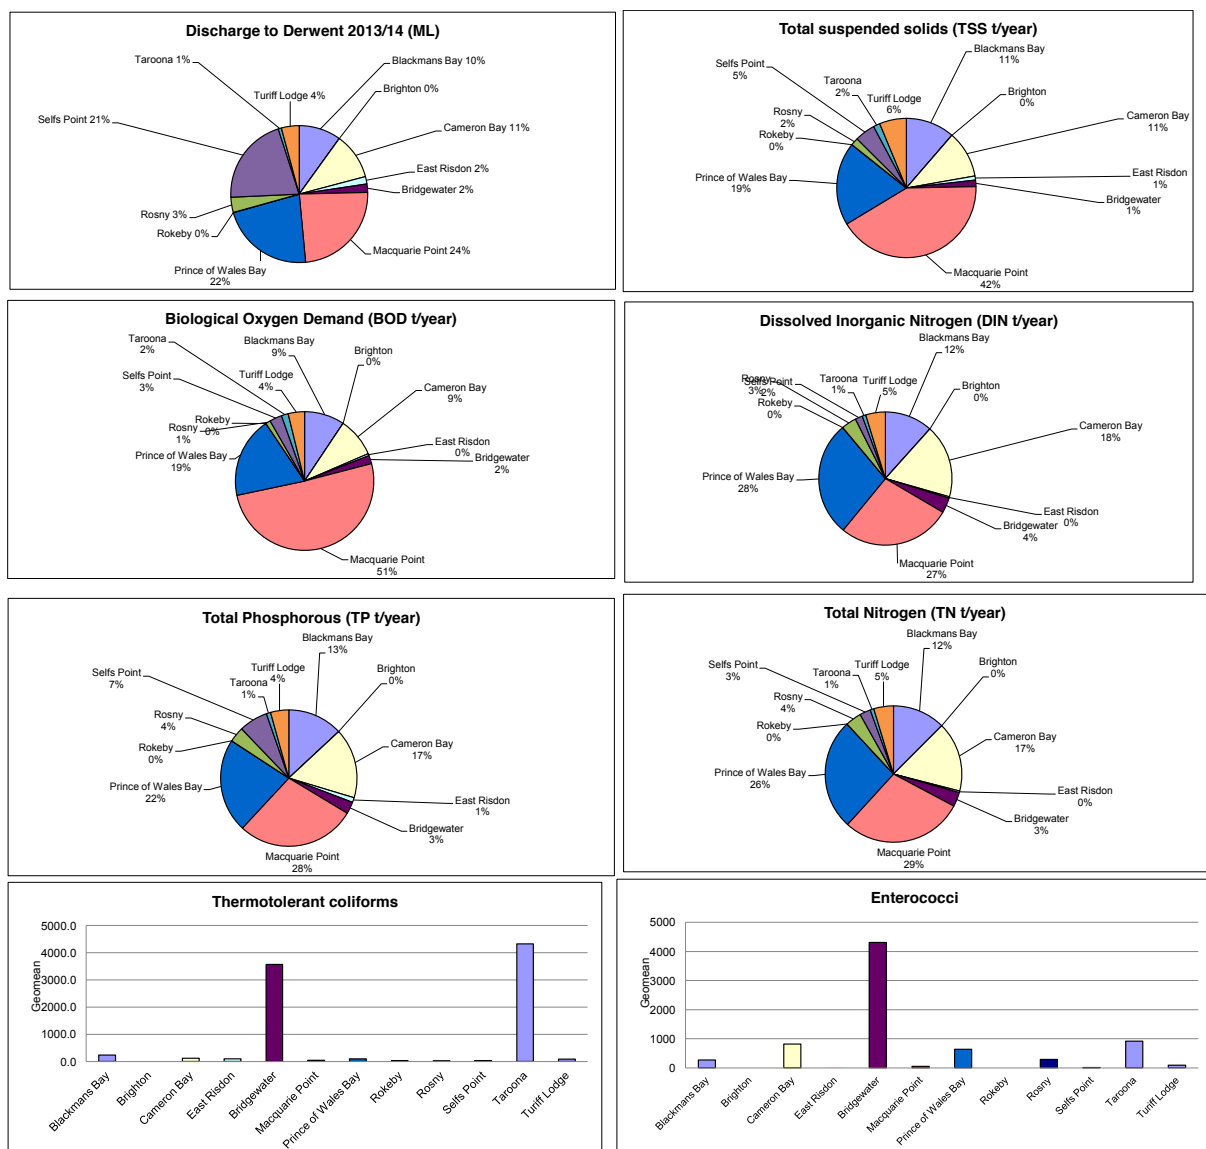 Discharge to Derwent 2013/14 (ML)
Taroona 1%
Blackmans Bay 10%
Brighton 0%
Turiff Lodge 4%
Selfs Point 21%
Cameron Bay 11%
East Risdon 2%
Bridgewater 2%
Rosny 3%
Rokeby 0%
Macquarie Point 24%
Prince of Wales Bay
22%
Total suspended solids (TSS t/year)
Blackmans Bay
11%
Selfs Point
5%
Taroona
2%
Turiff Lodge
6%
Brighton
0%
Rosny
2%
Cameron Bay
11%
Rokeby
0%
Prince of Wales Bay
19%
East Risdon
1%
Bridgewater
1%
Macquarie Point
42%
Biological Oxygen Demand (BOD t/year)
Taroona
2%
Blackmans Bay
9%
Brighton
0%
Selfs Point
3%
Turiff Lodge
4%
Cameron Bay
9%
Rokeby
0%
Rosny
1%
East Risdon
0%
Prince of Wales Bay
19%
Bridgewater
2%
Macquarie Point
51%
Dissolved Inorganic Nitrogen (DIN t/year)
Blackmans Bay
12%
Rosny
3%
Selfs Point
2%
Taroona
1%
Turiff Lodge
5%
Brighton
0%
Rokeby
0%
Cameron Bay
18%
Prince of Wales Bay
28%
East Risdon
0%
Bridgewater
4%
Macquarie Point
27%
Total Phosphorous (TP t/year)
Blackmans Bay
13%
Selfs Point
7%
Turiff Lodge
4%
Taroona
1%
Brighton
0%
Rosny
4%
Rokeby
0%
Cameron Bay
17%
Prince of Wales Bay
22%
East Risdon
1%
Bridgewater
3%
Macquarie Point
28%
Total Nitrogen (TN t/year)
Blackmans Bay
12%
Selfs Point
3%
Taroona
1%
Turiff Lodge
5%
Brighton
0%
Rosny
4%
Rokeby
0%
Cameron Bay
17%
Prince of Wales Bay
26%
East Risdon
0%
Bridgewater
3%
Macquarie Point
29%
Thermotolerant coliforms
Geomean
5000.0
4000.0
3000.0
2000.0
1000.0
0.0
Blackmans Bay
Brighton
Cameron Bay
East Risdon
Bridgewater
Macquarie Point
Prince of Wales Bay
Rokeby
Rosny
Selfs Point
Taroona
Turiff Lodge
Enterococci
Geomean
5000
4000
3000
2000
1000
0
Blackmans Bay
Brighton
Cameron Bay
East Risdon
Bridgewater
Macquarie Point
Prince of Wales Bay
Rokeby
Rosny
Selfs Point
Taroona
Turiff Lodge